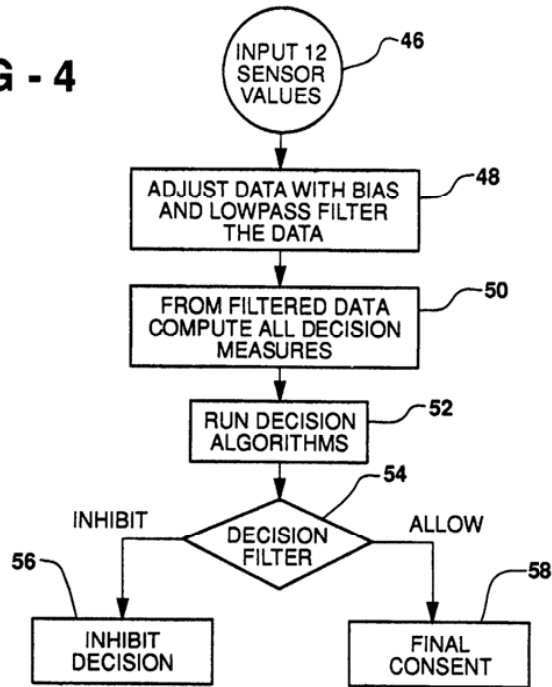 G - 4
INPUT 12
SENSOR
VALUES
46
ADJUST DATA WITH BIAS
AND LOWPASS FILTER
THE DATA
48
FROM FILTERED DATA
COMPUTE ALL DECISION
MEASURES
50
RUN DECISION
ALGORITHMS
52
54
INHIBIT
DECISION
FILTER
ALLOW
56
INHIBIT
DECISION
58
FINAL
CONSENT